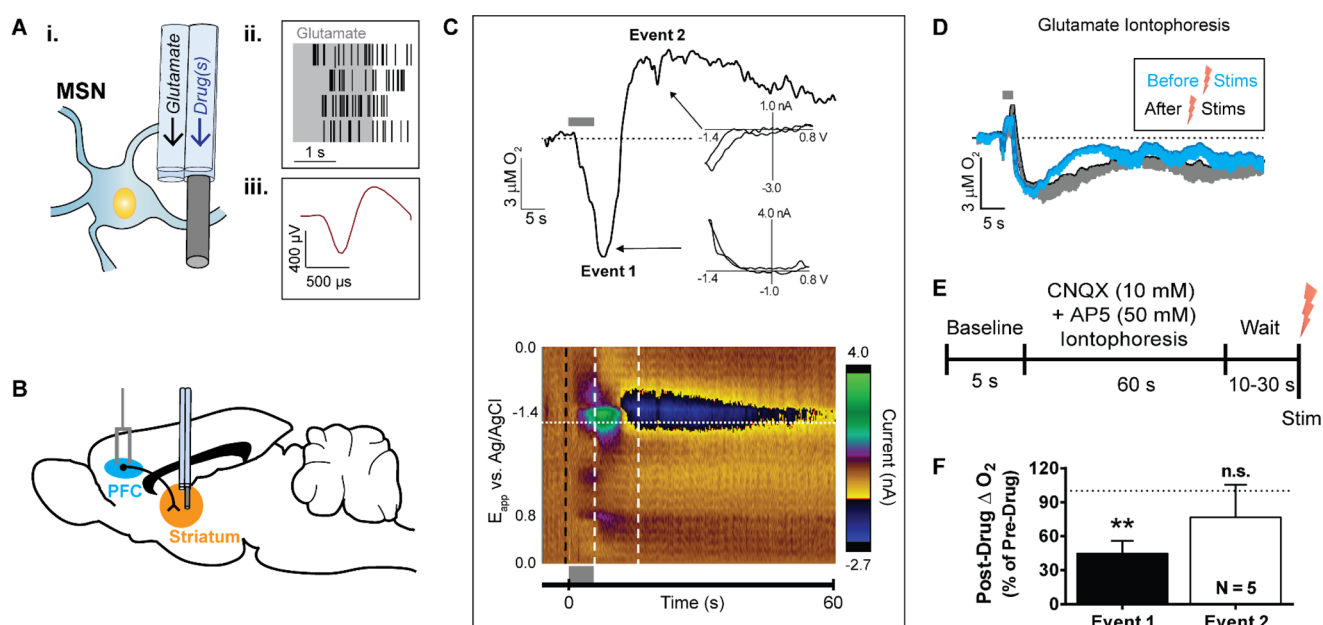 A
i.
MSN
Glutamate
Drug(s)
ii.
Glutamate
1 s
iii.
400 µV
500 µs
B
PFC
Striatum
C
Event 2
3 µM O2
5 s
Event 1
1.0 nA
-1.4
0.8 V
-3.0
4.0 nA
-1.4
0.8 V
-1.0
0.0
-1.4
0.8
0.0
Eapp vs. Ag/AgCl
4.0
Current (nA)
-2.7
0
Time (s)
60
D
Glutamate Iontophoresis
Before Stims
After Stims
3 µM O2
5 s
E
Baseline
CNQX (10 mM)
+ AP5 (50 mM)
Iontophoresis
Wait
5 s
60 s
10-30 s
Stim
F
Post-Drug Δ O2
(% of Pre-Drug)
120
90
60
30
0
**
n.s.
N = 5
Event 1
Event 2